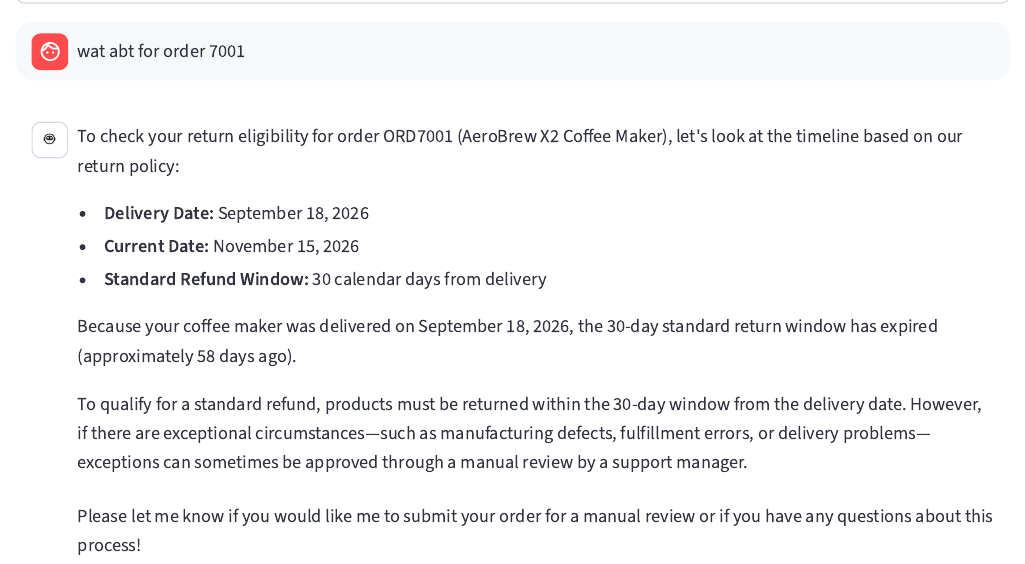 wat abt for order 7001
To check your return eligibility for order ORD7001 (AeroBrew X2 Coffee Maker), let's look at the timeline based on our
return policy:
• Delivery Date: September 18, 2026
• Current Date: November 15, 2026
• Standard Refund Window: 30 calendar days from delivery
Because your coffee maker was delivered on September 18, 2026, the 30-day standard return window has expired
(approximately 58 days ago).
To qualify for a standard refund, products must be returned within the 30-day window from the delivery date. However,
if there are exceptional circumstances—such as manufacturing defects, fulfillment errors, or delivery problems—
exceptions can sometimes be approved through a manual review by a support manager.
Please let me know if you would like me to submit your order for a manual review or if you have any questions about this
process!